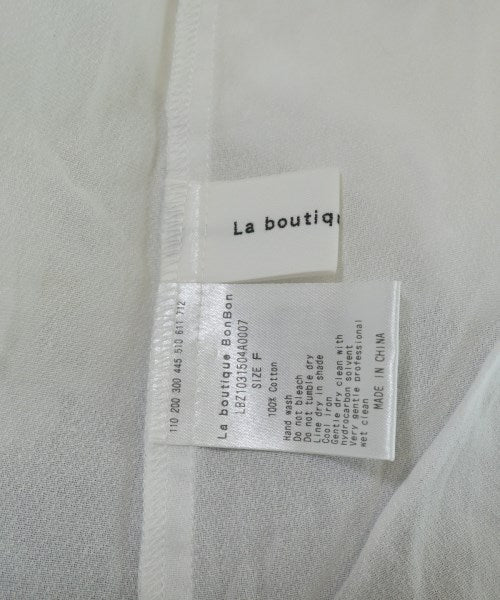 La boutiq
110 200 300 445 510 611 712
La boutique BonBon
LBZ1031504A0007
SIZE F
100% Cotton
Hand wash
Do not bleach
Do not tumble dry
Line dry in shade
Cool iron
Gentle dry clean with
hydrocarbon solvent
Very gentle professional
wet clean
MADE IN CHINA